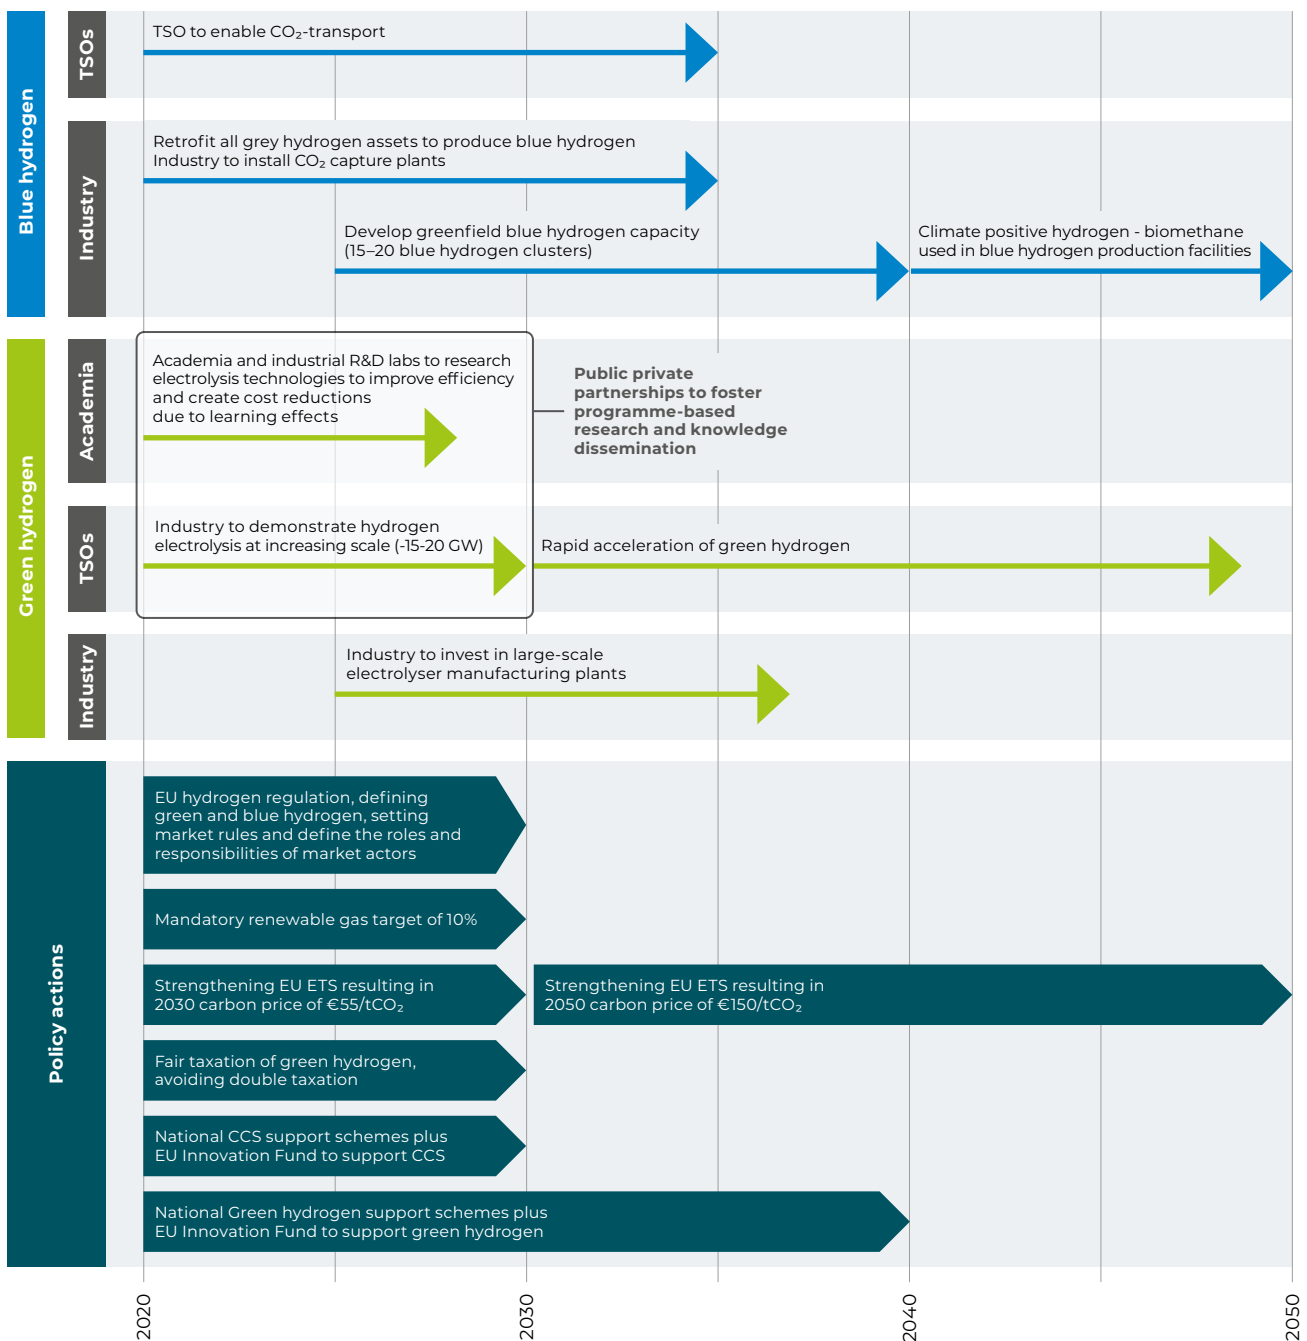 Blue hydrogen
TSOs
TSO to enable CO₂-transport
Industry
Retrofit all grey hydrogen assets to produce blue hydrogen
Industry to install CO₂ capture plants
Develop greenfield blue hydrogen capacity
(15–20 blue hydrogen clusters)
Climate positive hydrogen - biomethane
used in blue hydrogen production facilities
Green hydrogen
Academia
Academia and industrial R&D labs to research
electrolysis technologies to improve efficiency
and create cost reductions
due to learning effects
Public private
partnerships to foster
programme-based
research and knowledge
dissemination
TSOs
Industry to demonstrate hydrogen
electrolysis at increasing scale (-15-20 GW)
Rapid acceleration of green hydrogen
Industry
Industry to invest in large-scale
electrolyser manufacturing plants
Policy actions
EU hydrogen regulation, defining
green and blue hydrogen, setting
market rules and define the roles and
responsibilities of market actors
Mandatory renewable gas target of 10%
Strengthening EU ETS resulting in
2030 carbon price of €55/tCO₂
Strengthening EU ETS resulting in
2050 carbon price of €150/tCO₂
Fair taxation of green hydrogen,
avoiding double taxation
National CCS support schemes plus
EU Innovation Fund to support CCS
National Green hydrogen support schemes plus
EU Innovation Fund to support green hydrogen
2020
2030
2040
2050